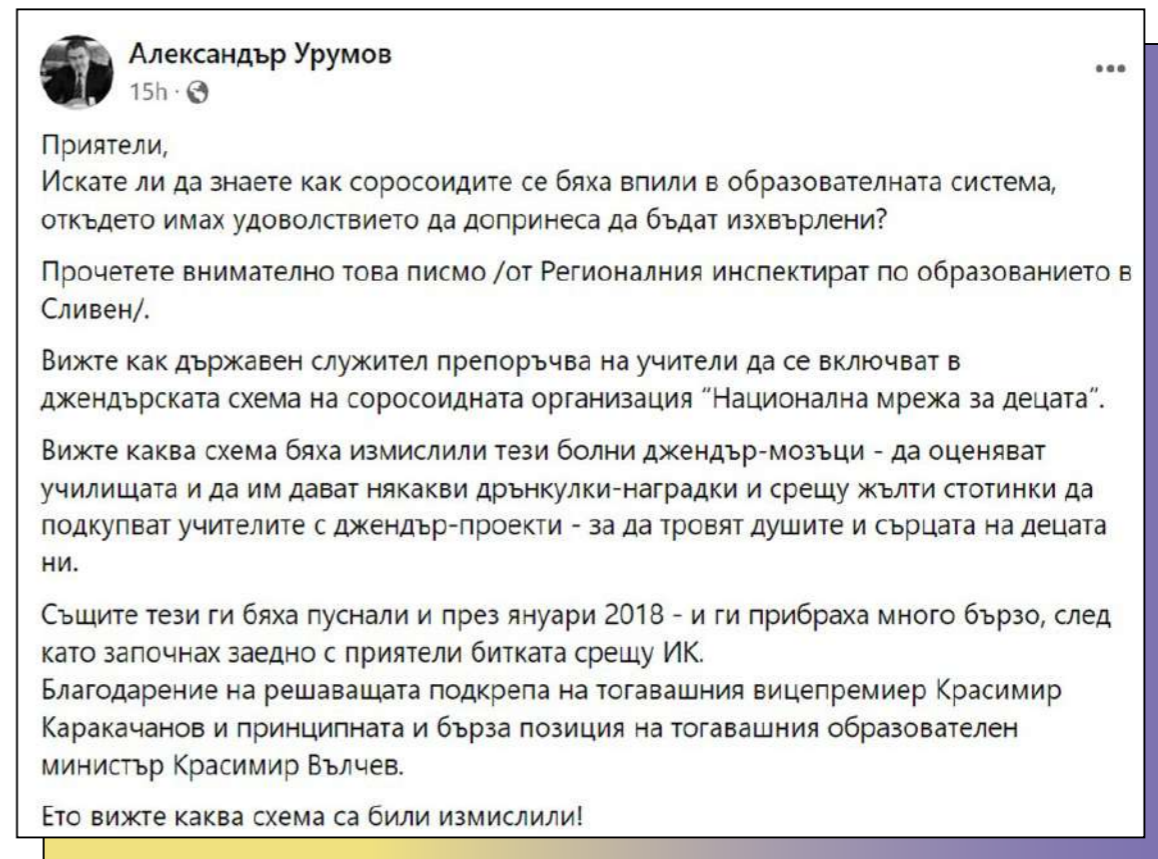 Александър Урумов
15h ·
Приятели,
Искате ли да знаете как соросоидите се бяха впили в образователната система,
откъдето имах удоволствието да допринеса да бъдат изхвърлени?
Прочетете внимателно това писмо /от Регионалния инспектират по образованието в
Сливен/.
Вижте как държавен служител препоръчва на учители да се включват в
джендърската схема на соросоидната организация “Национална мрежа за децата”.
Вижте каква схема бяха измислили тези болни джендър-мозъци - да оценяват
училищата и да им дават някакви дрънкулки-наградки и срещу жълти стотинки да
подкупват учителите с джендър-проекти - за да тровят душите и сърцата на децата
ни.
Същите тези ги бяха пуснали и през януари 2018 - и ги прибраха много бързо, след
като започнах заедно с приятели битката срещу ИК.
Благодарение на решаващата подкрепа на тогавашния вицепремиер Красимир
Каракачанов и принципната и бърза позиция на тогавашния образователен
министър Красимир Вълчев.
Ето вижте каква схема са били измислили!